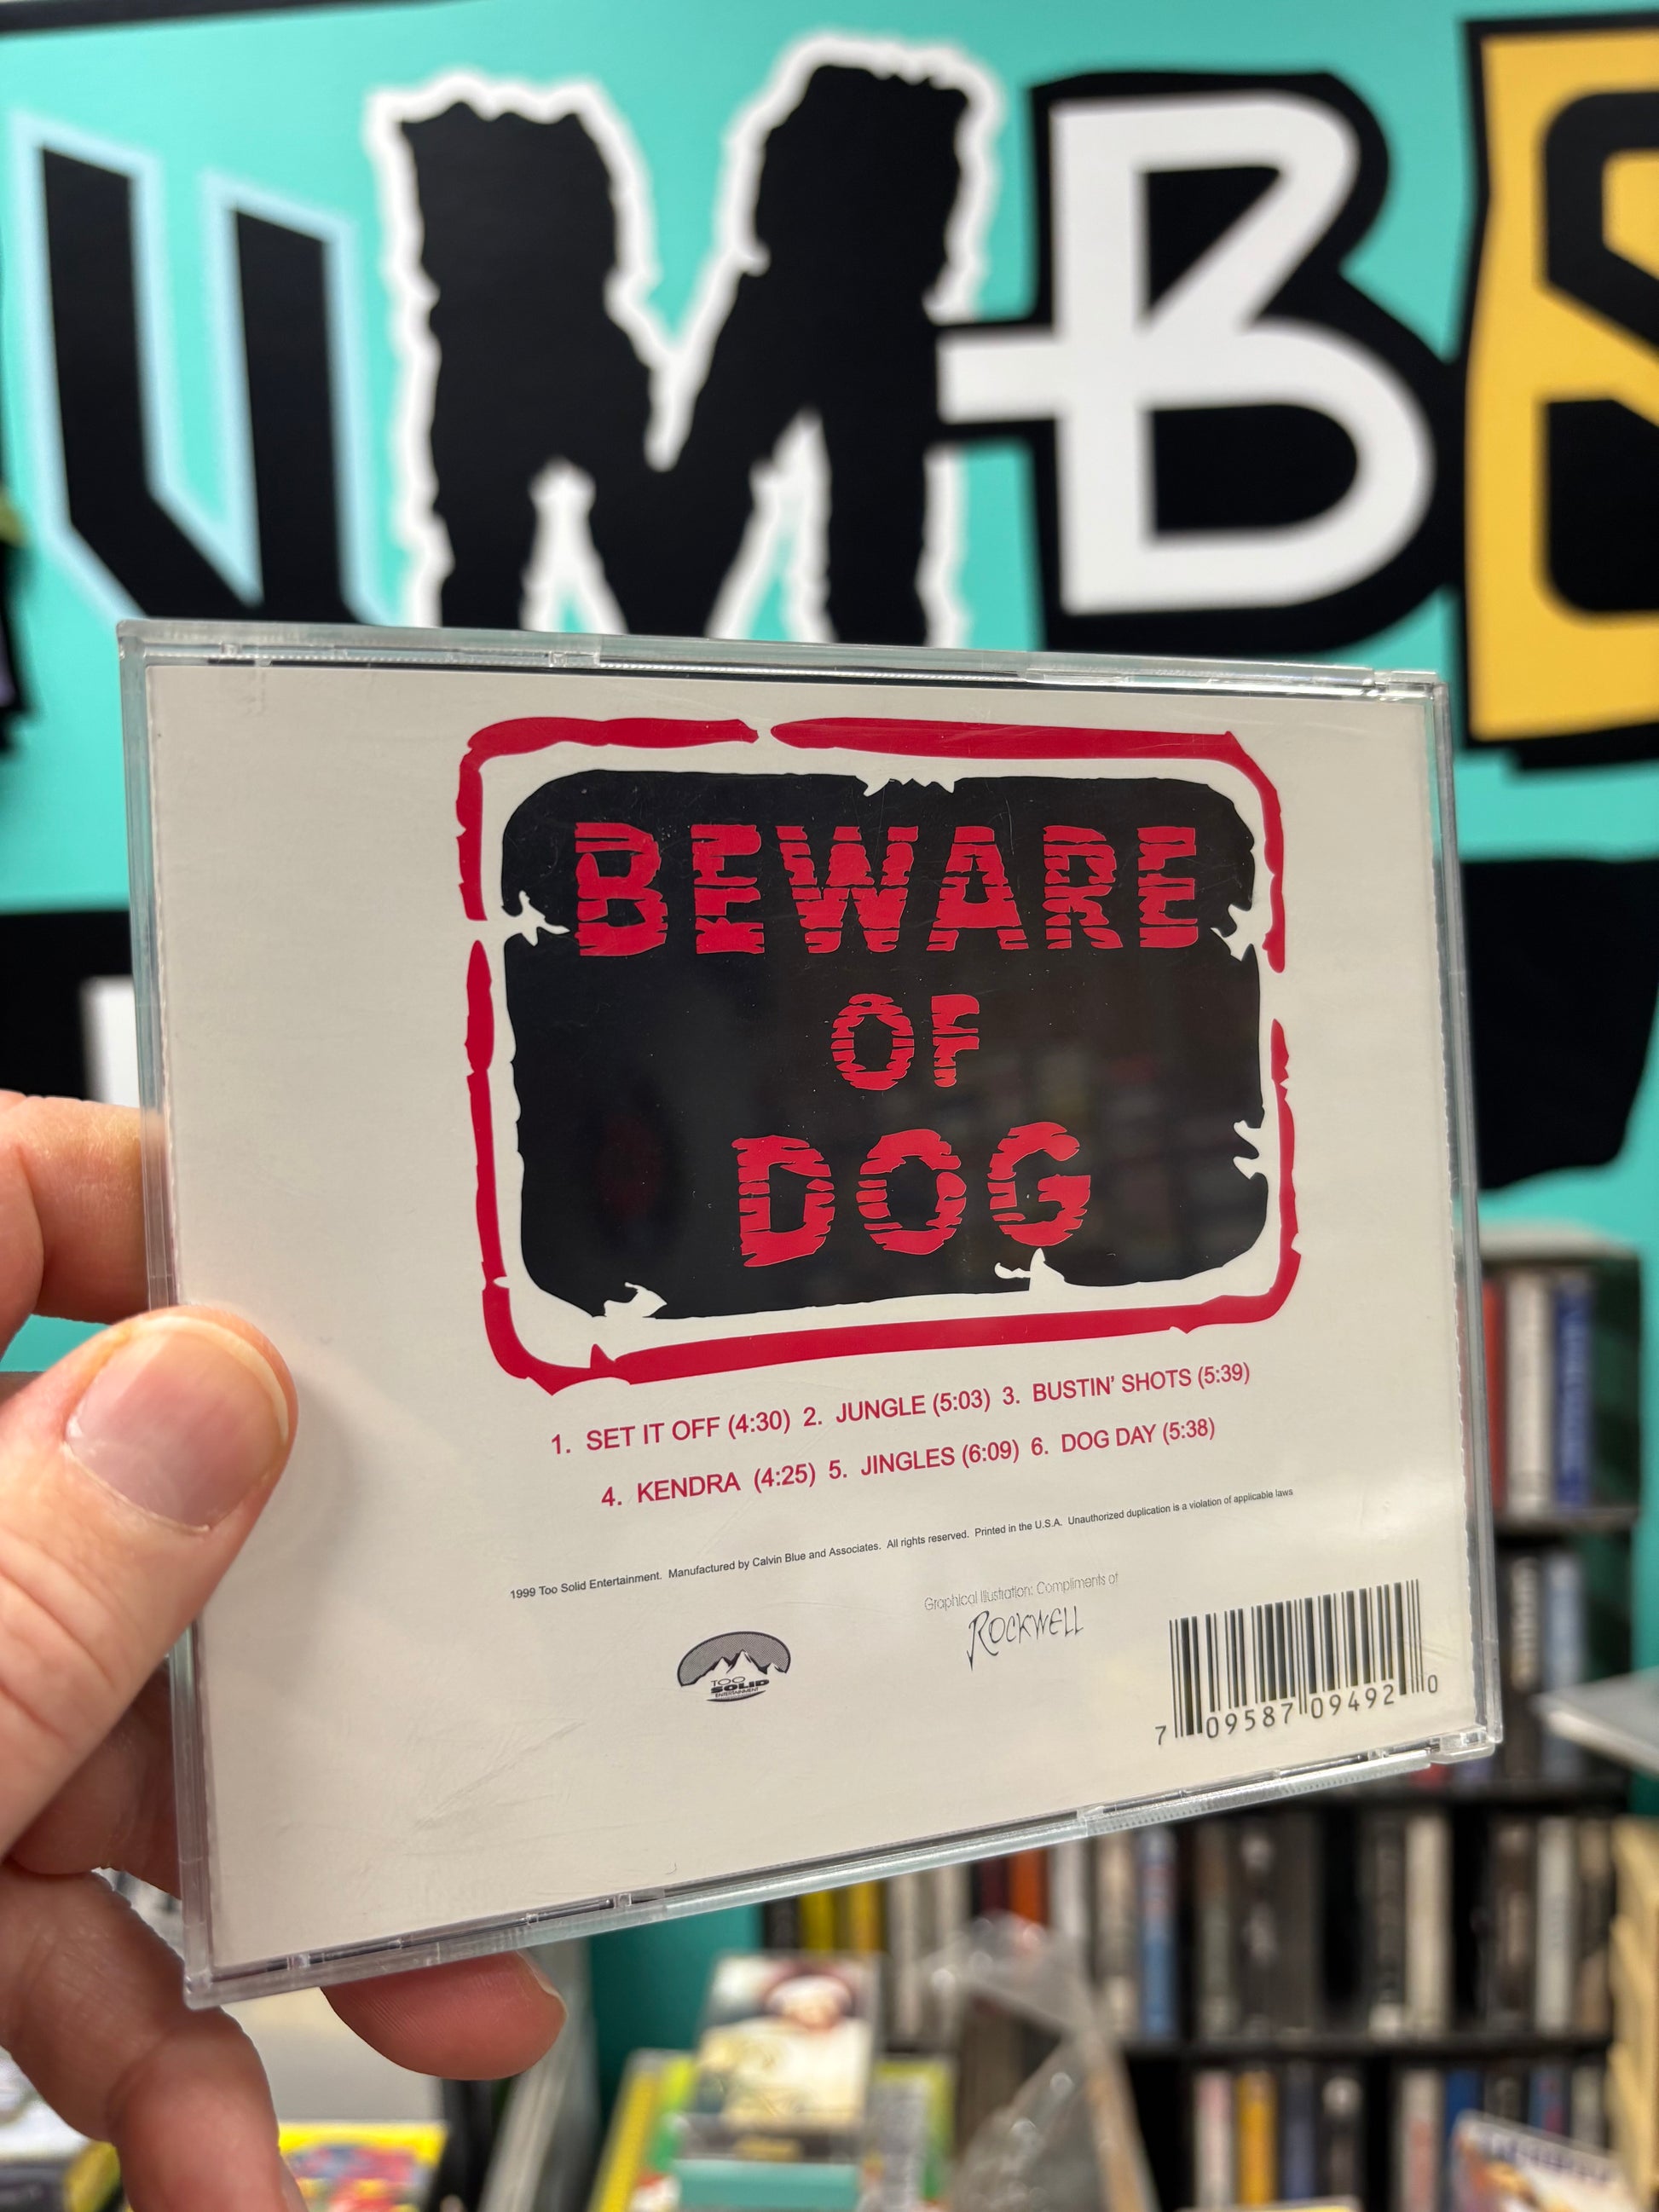 UMB
BEWARE
OF
DOG
1. SET IT OFF (4:30) 2. JUNGLE (5:03) 3. BUSTIN' SHOTS (5:39)
4. KENDRA (4:25) 5. JINGLES (6:09) 6. DOG DAY (5:38)
1999 Too Solid Entertainment. Manufactured by Calvin Blue and Associates. All rights reserved. Printed in the U.S.A. Unauthorized duplication is a violation of applicable laws
Graphical Illustration: Compliments of
ROCKWELL
TOO
SOLID
ENTERTAINMENT
7 09587 09492 0